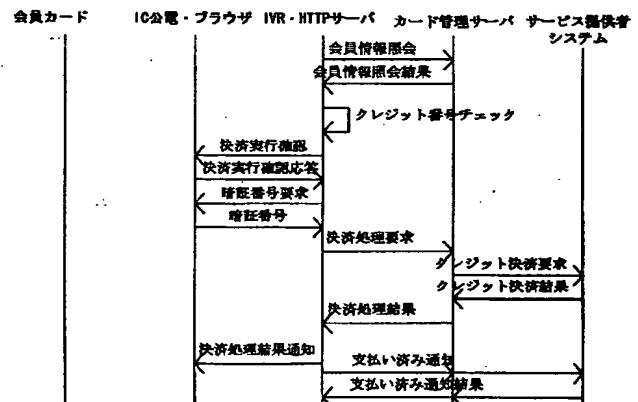 会員カード
IC公電・ブラウザ
IVR・HTTPサーバ
カード管理サーバ
サービス提供者
システム
会員情報照会
会員情報照会結果
クレジット番号チェック
決済実行確認
決済実行確認応答
暗証番号要求
暗証番号
決済処理要求
クレジット決済要求
クレジット決済結果
決済処理結果
決済処理結果通知
支払い済み通知
支払い済み通知結果